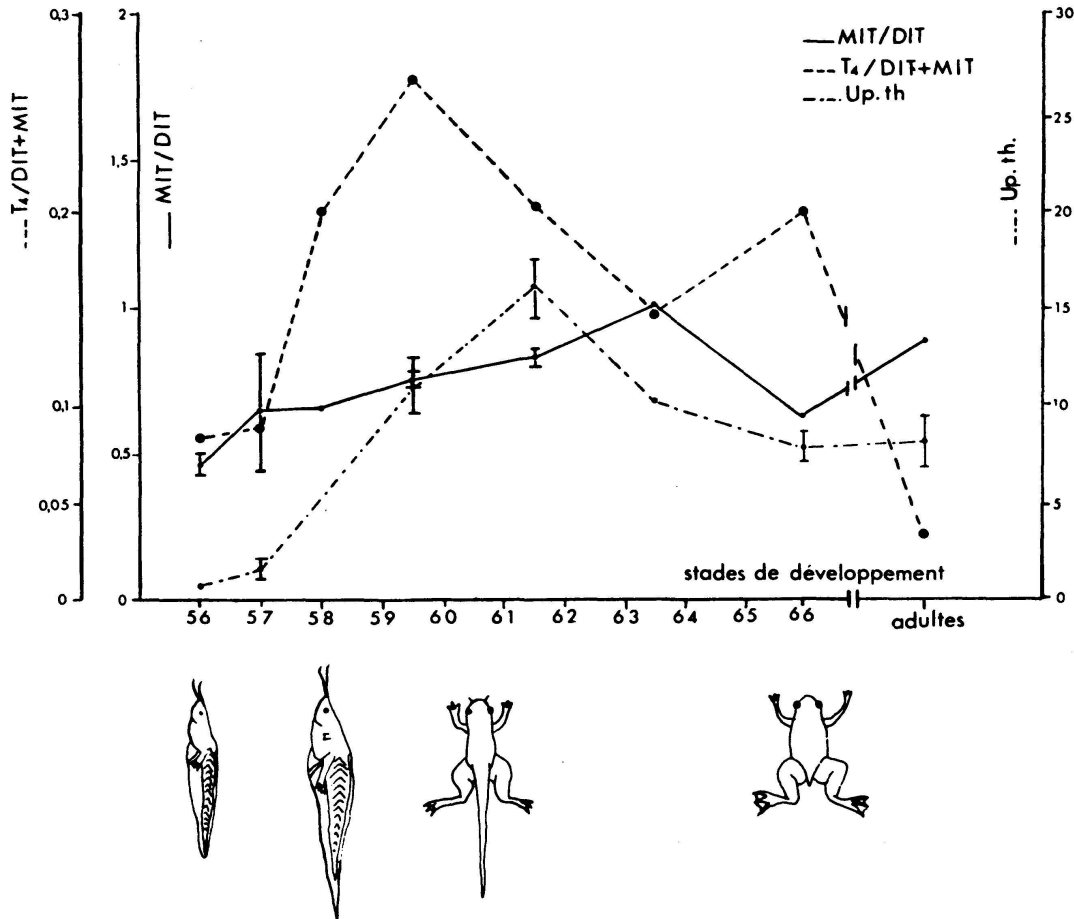 0,3
0,2
0,1
0,05
0
--- T4/DIT+MIT
2
1,5
1
0,5
0
— MIT/DIT
— MIT/DIT
--- T4/DIT+MIT
-.-. Up.th
30
25
20
15
10
5
0
-.-. Up.th.
stades de développement
56 57 58 59 60 61 62 63 64 65 66 adultes